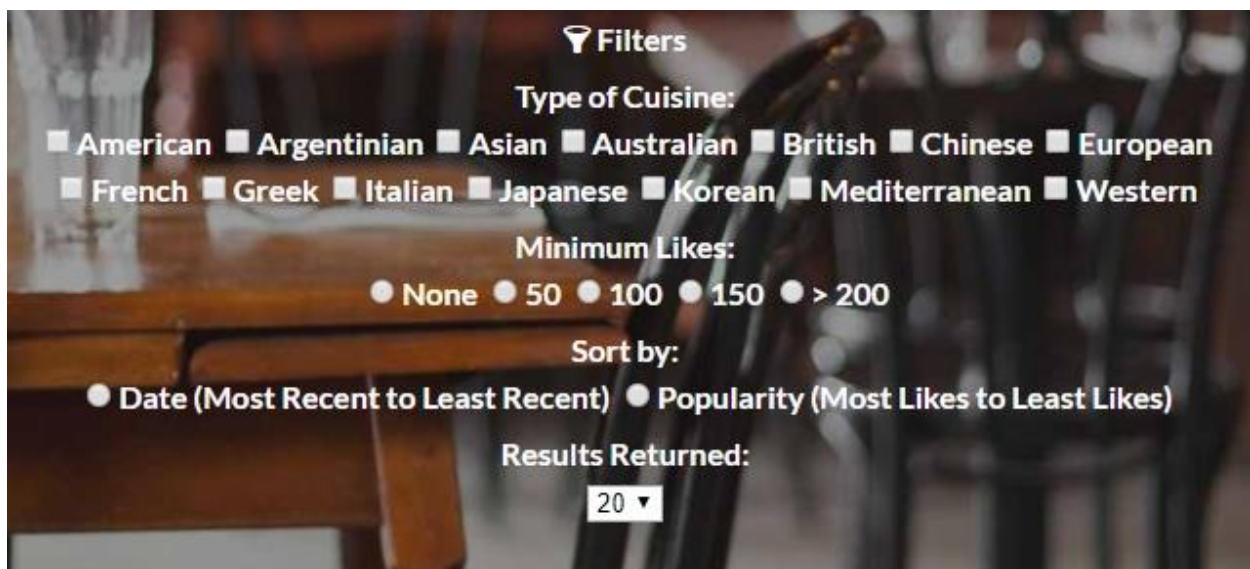 Filters
Type of Cuisine:
American Argentinian Asian Australian British Chinese European
French Greek Italian Japanese Korean Mediterranean Western
Minimum Likes:
None 50 100 150 > 200
Sort by:
Date (Most Recent to Least Recent) Popularity (Most Likes to Least Likes)
Results Returned:
20